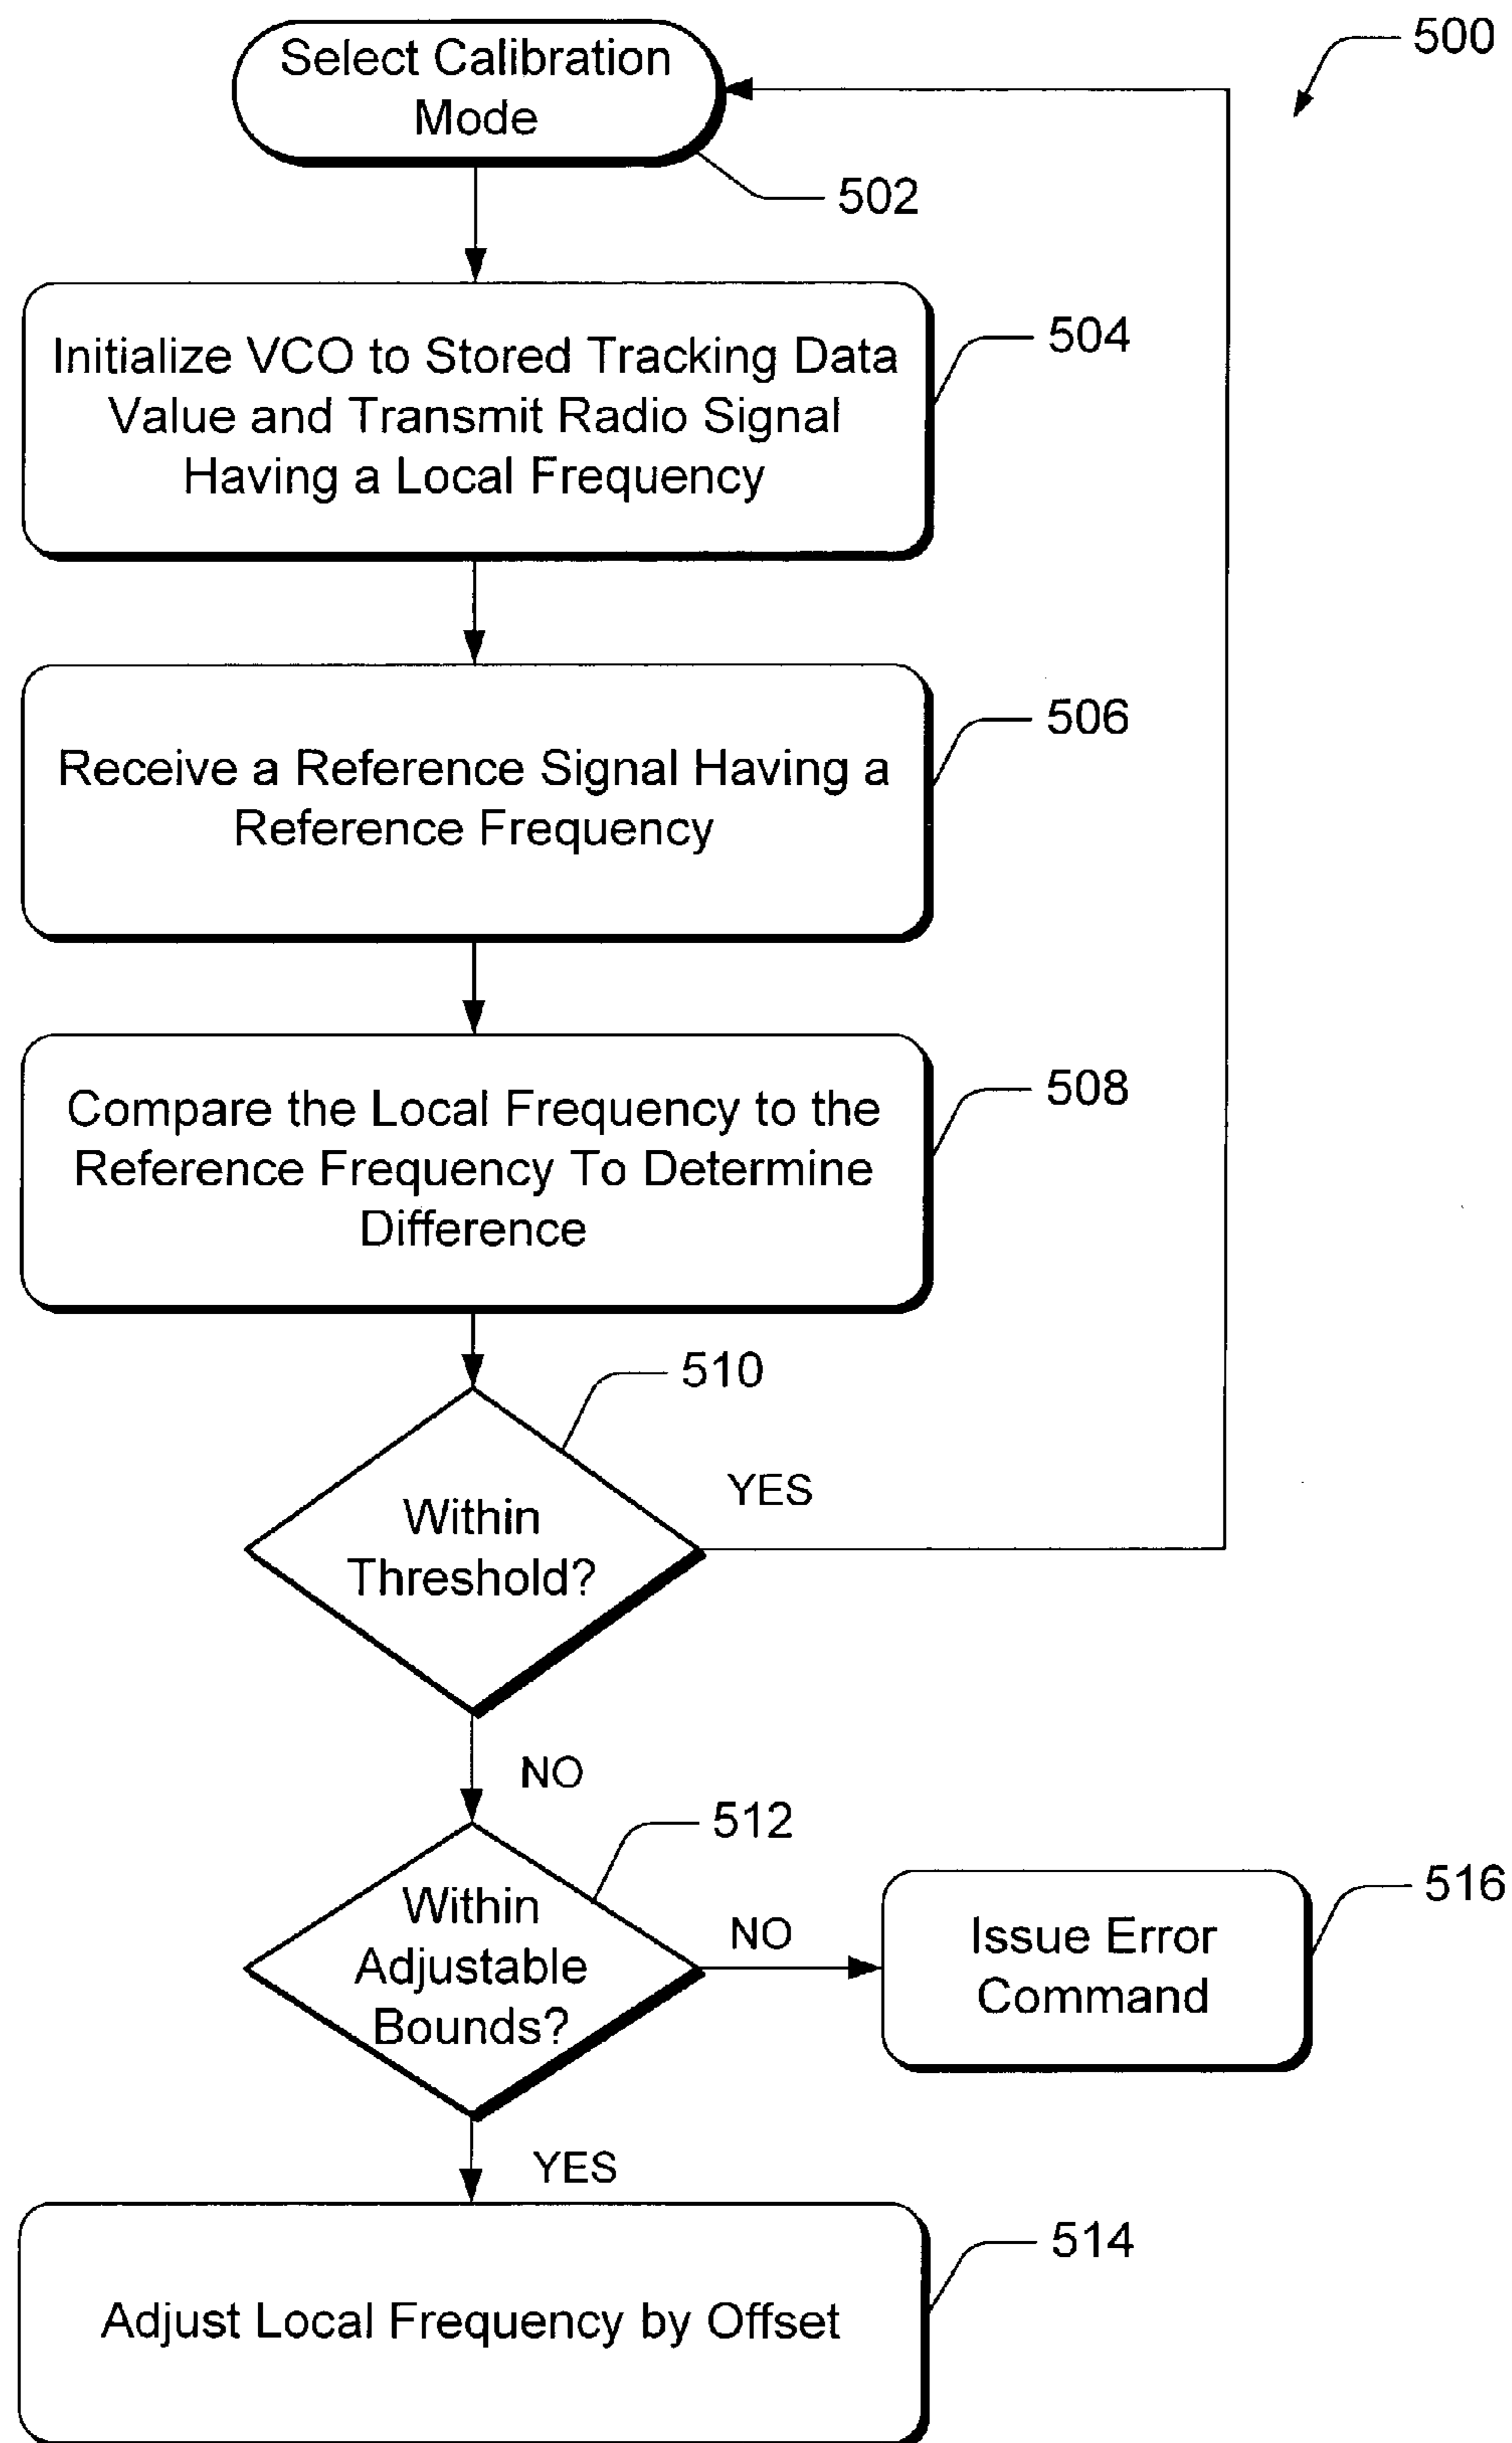 500
Select Calibration
Mode
502
504
Initialize VCO to Stored Tracking Data
Value and Transmit Radio Signal
Having a Local Frequency
506
Receive a Reference Signal Having a
Reference Frequency
508
Compare the Local Frequency to the
Reference Frequency To Determine
Difference
510
YES
Within
Threshold?
NO
512
Within
Adjustable
Bounds?
NO
516
Issue Error
Command
YES
514
Adjust Local Frequency by Offset